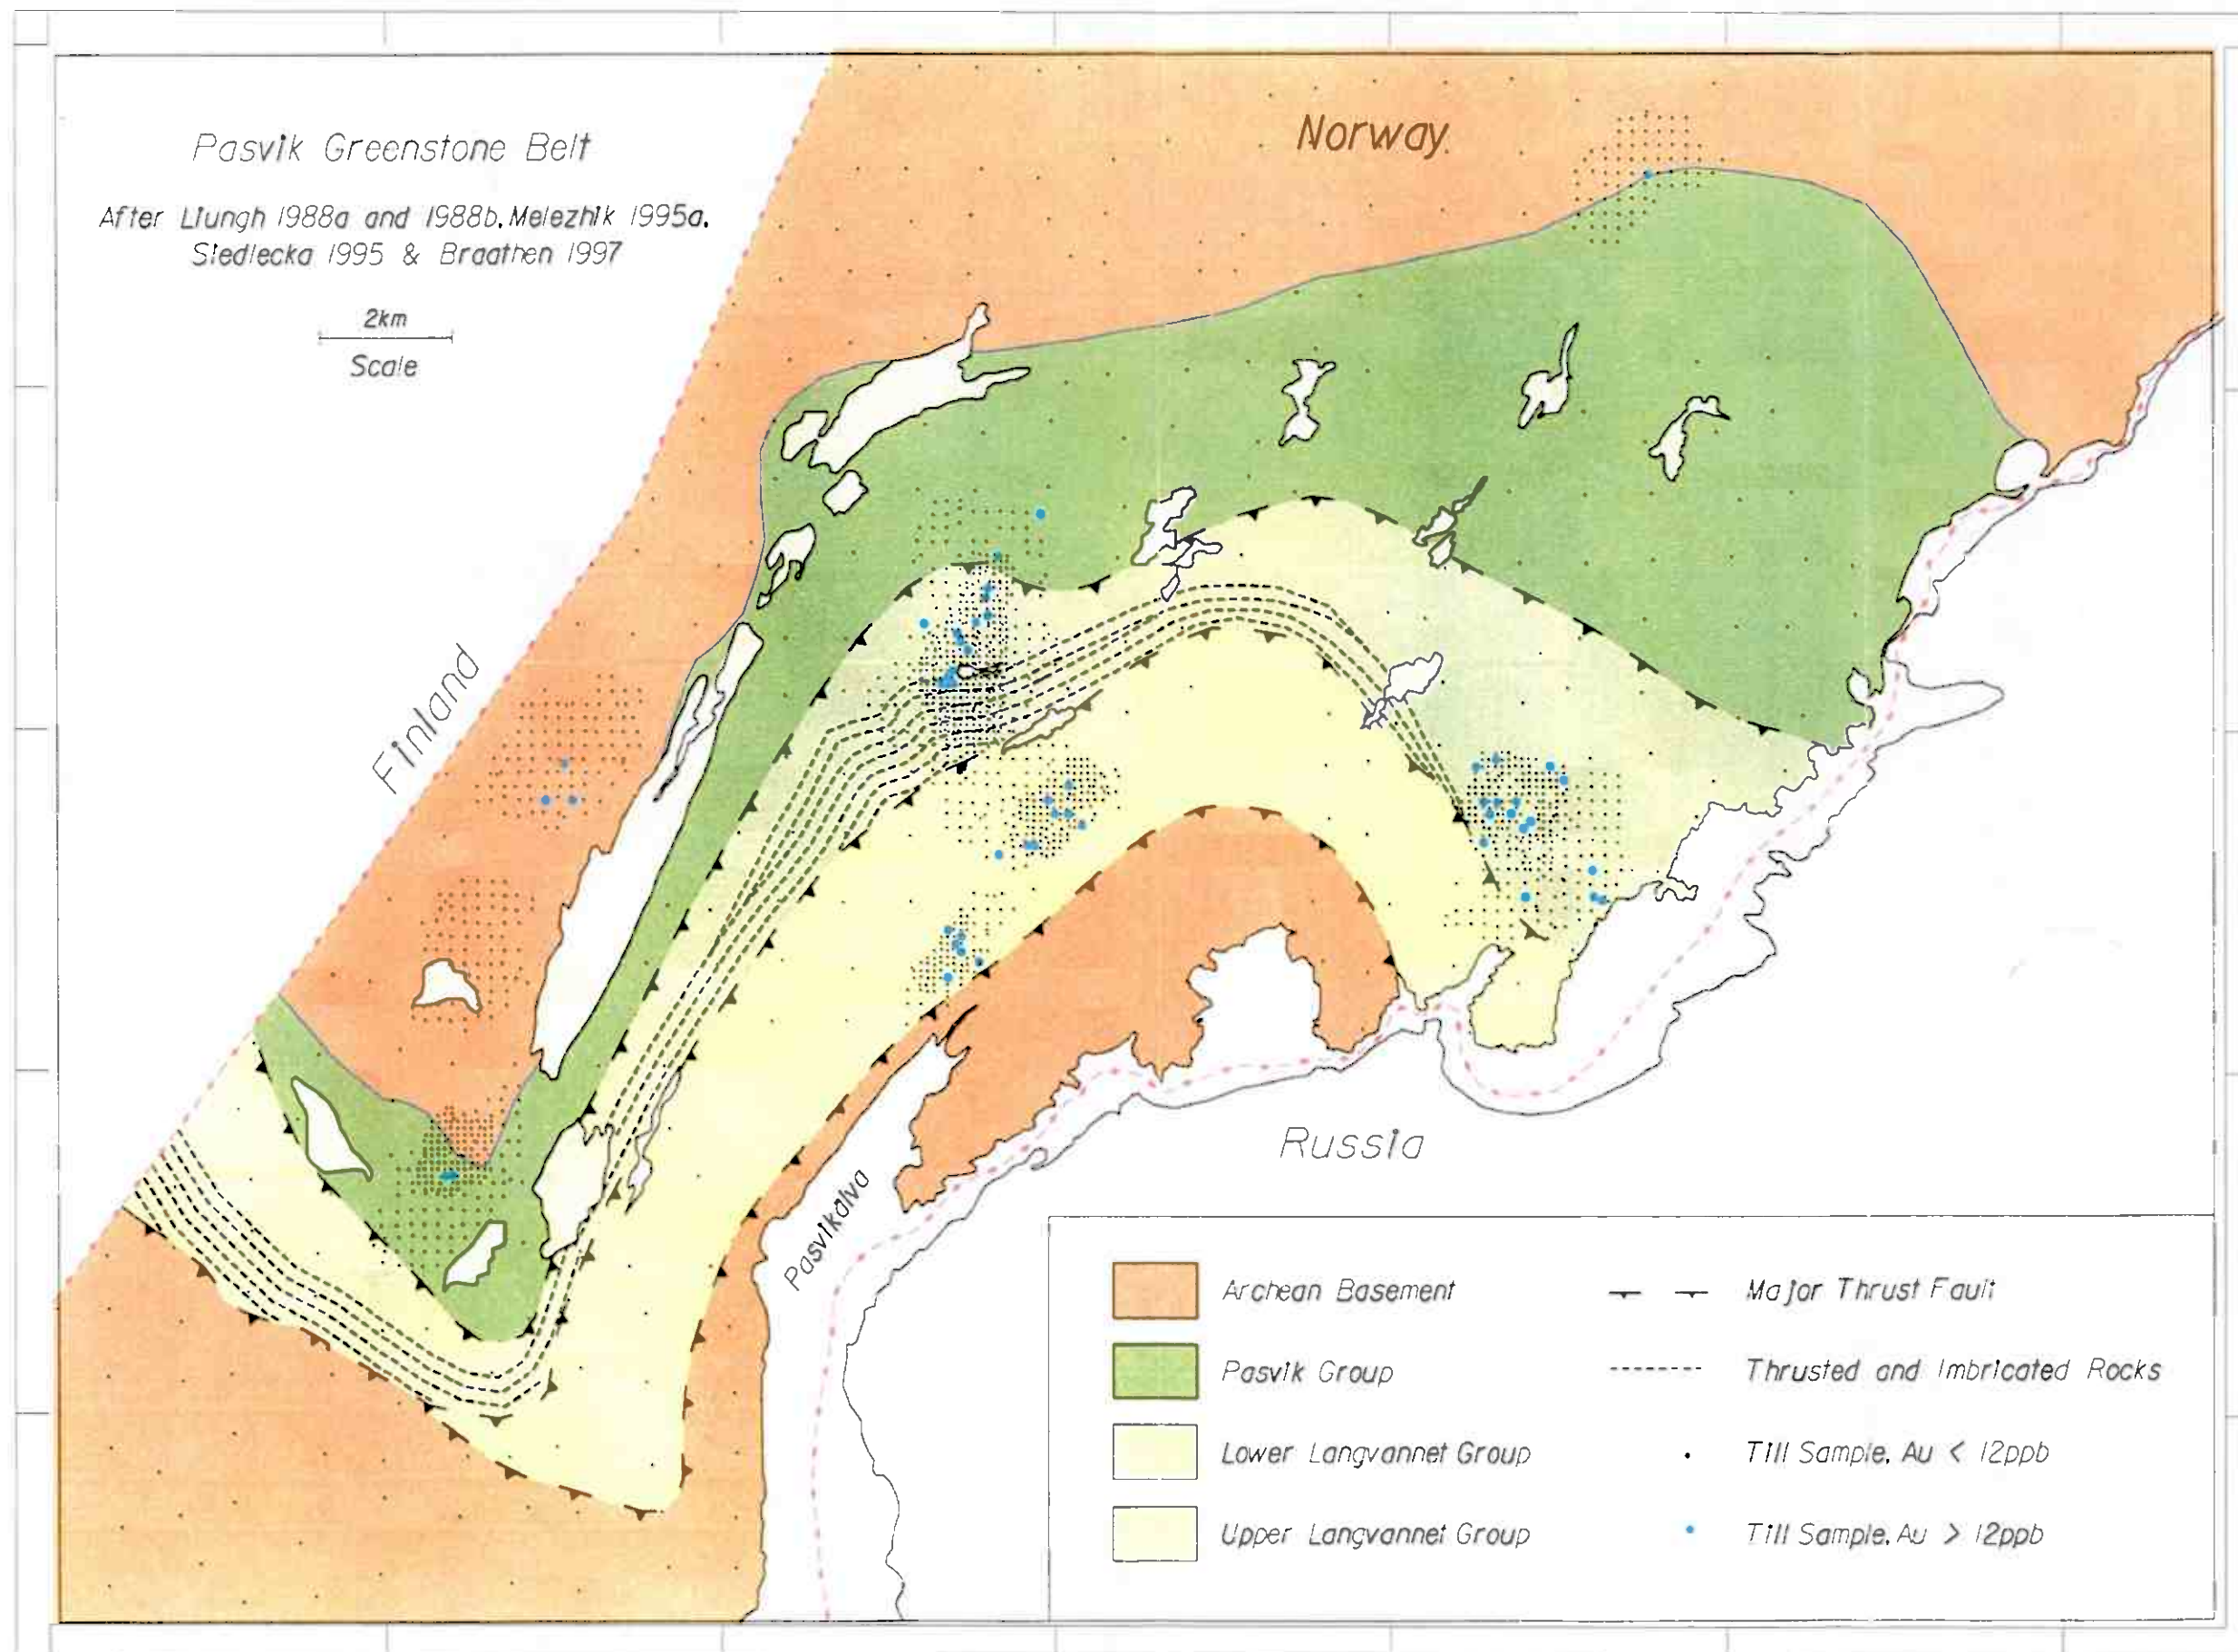 Pasvik Greenstone Belt
After Ljungh 1988a and 1988b, Melezhik 1995a,
Siedlecka 1995 & Braathen 1997
2km
Scale
Norway
Finland
Russia
Pasvikalva
Archean Basement
Pasvik Group
Lower Langvannet Group
Upper Langvannet Group
Major Thrust Fault
Thrusted and Imbricated Rocks
Till Sample, Au < 12ppb
Till Sample, Au > 12ppb